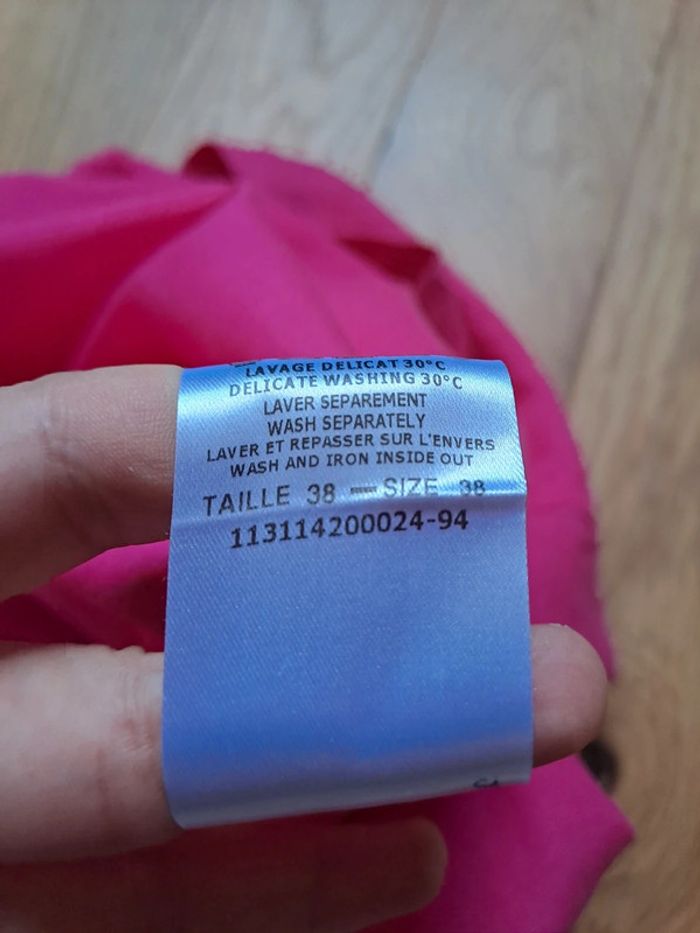 LAVAGE DELICAT 30°C
DELICATE WASHING 30°C
LAVER SEPAREMENT
WASH SEPARATELY
LAVER ET REPASSER SUR L'ENVERS
WASH AND IRON INSIDE OUT
TAILLE 38 — SIZE 38
113114200024-94